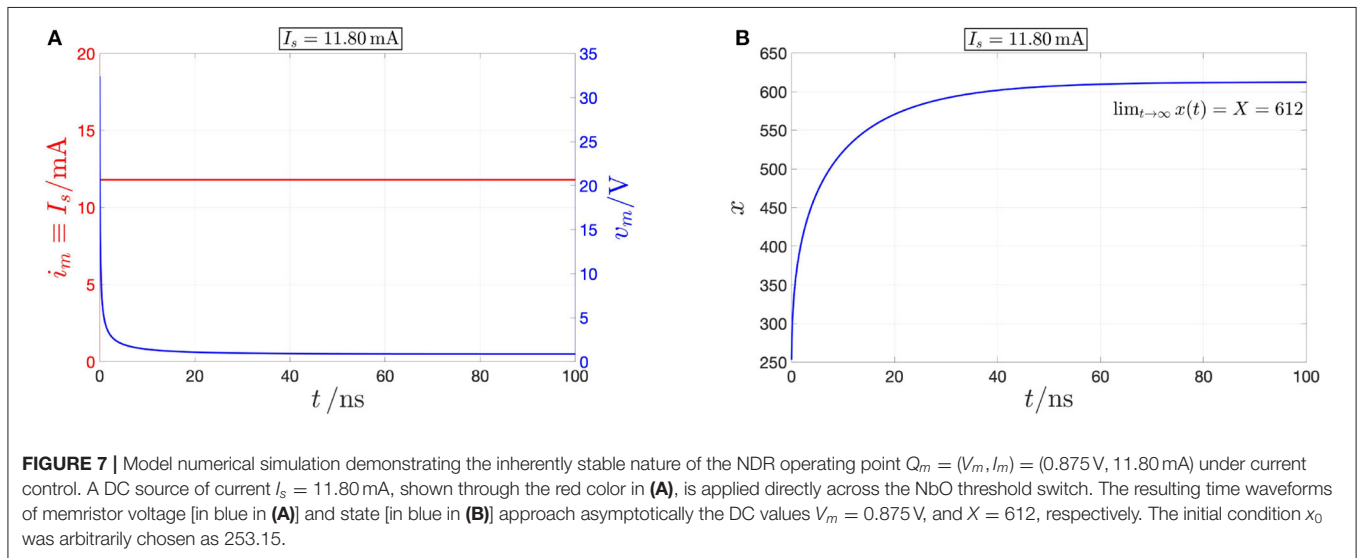 A
I_s = 11.80 mA
20
15
10
5
0
i_m ≡ I_s/mA
35
30
25
20
15
10
5
0
v_m/V
0 20 40 60 80 100
t /ns
B
I_s = 11.80 mA
650
600
550
500
450
400
350
300
250
x
lim_{t→∞} x(t) = X = 612
0 20 40 60 80 100
t/ns
FIGURE 7 | Model numerical simulation demonstrating the inherently stable nature of the NDR operating point Q_m = (V_m, I_m) = (0.875 V, 11.80 mA) under current
control. A DC source of current I_s = 11.80 mA, shown through the red color in (A), is applied directly across the NbO threshold switch. The resulting time waveforms
of memristor voltage [in blue in (A)] and state [in blue in (B)] approach asymptotically the DC values V_m = 0.875 V, and X = 612, respectively. The initial condition x_0
was arbitrarily chosen as 253.15.